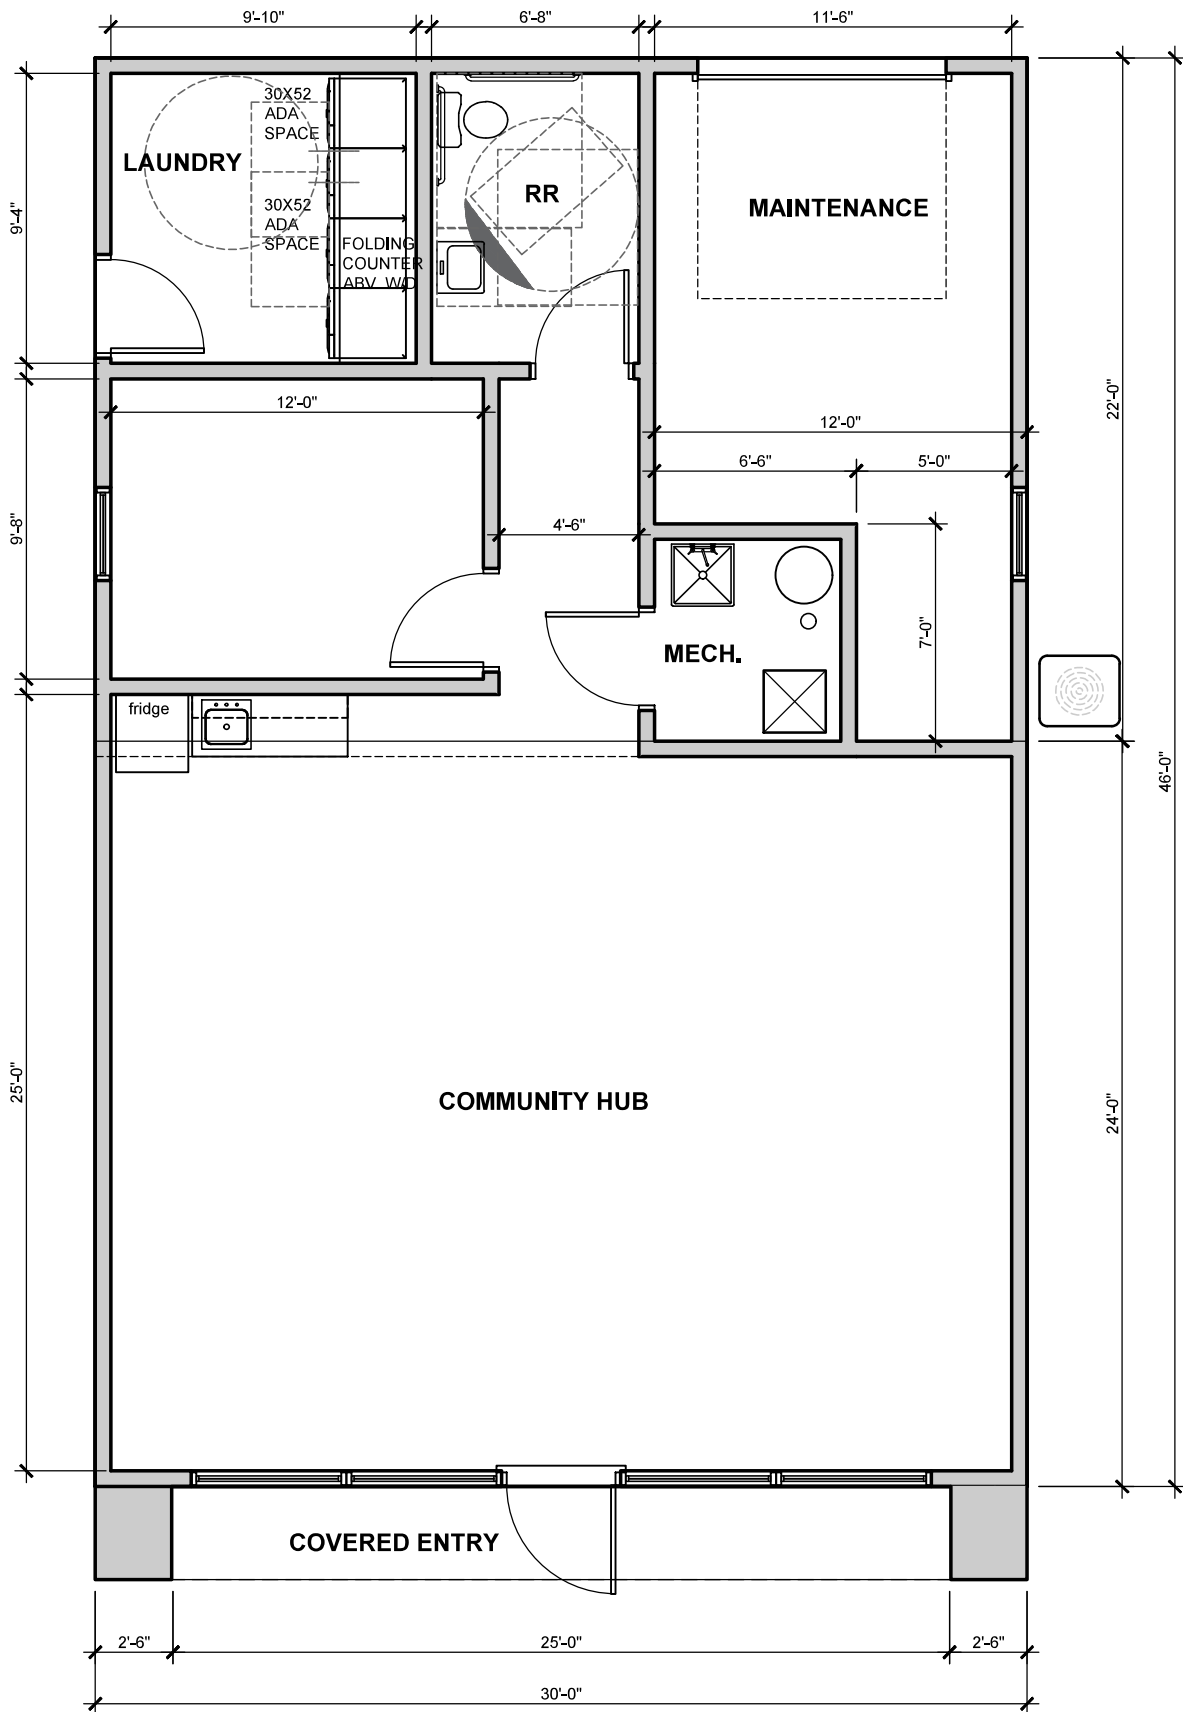 9'-10"
6'-8"
11'-6"
30X52
ADA
SPACE
LAUNDRY
30X52
ADA
SPACE
FOLDING
COUNTER
ABV. W/D
RR
MAINTENANCE
9'-4"
12'-0"
12'-0"
6'-6"
5'-0"
22'-0"
9'-8"
4'-6"
7'-0"
MECH.
fridge
46'-0"
COMMUNITY HUB
25'-0"
24'-0"
COVERED ENTRY
2'-6"
25'-0"
2'-6"
30'-0"